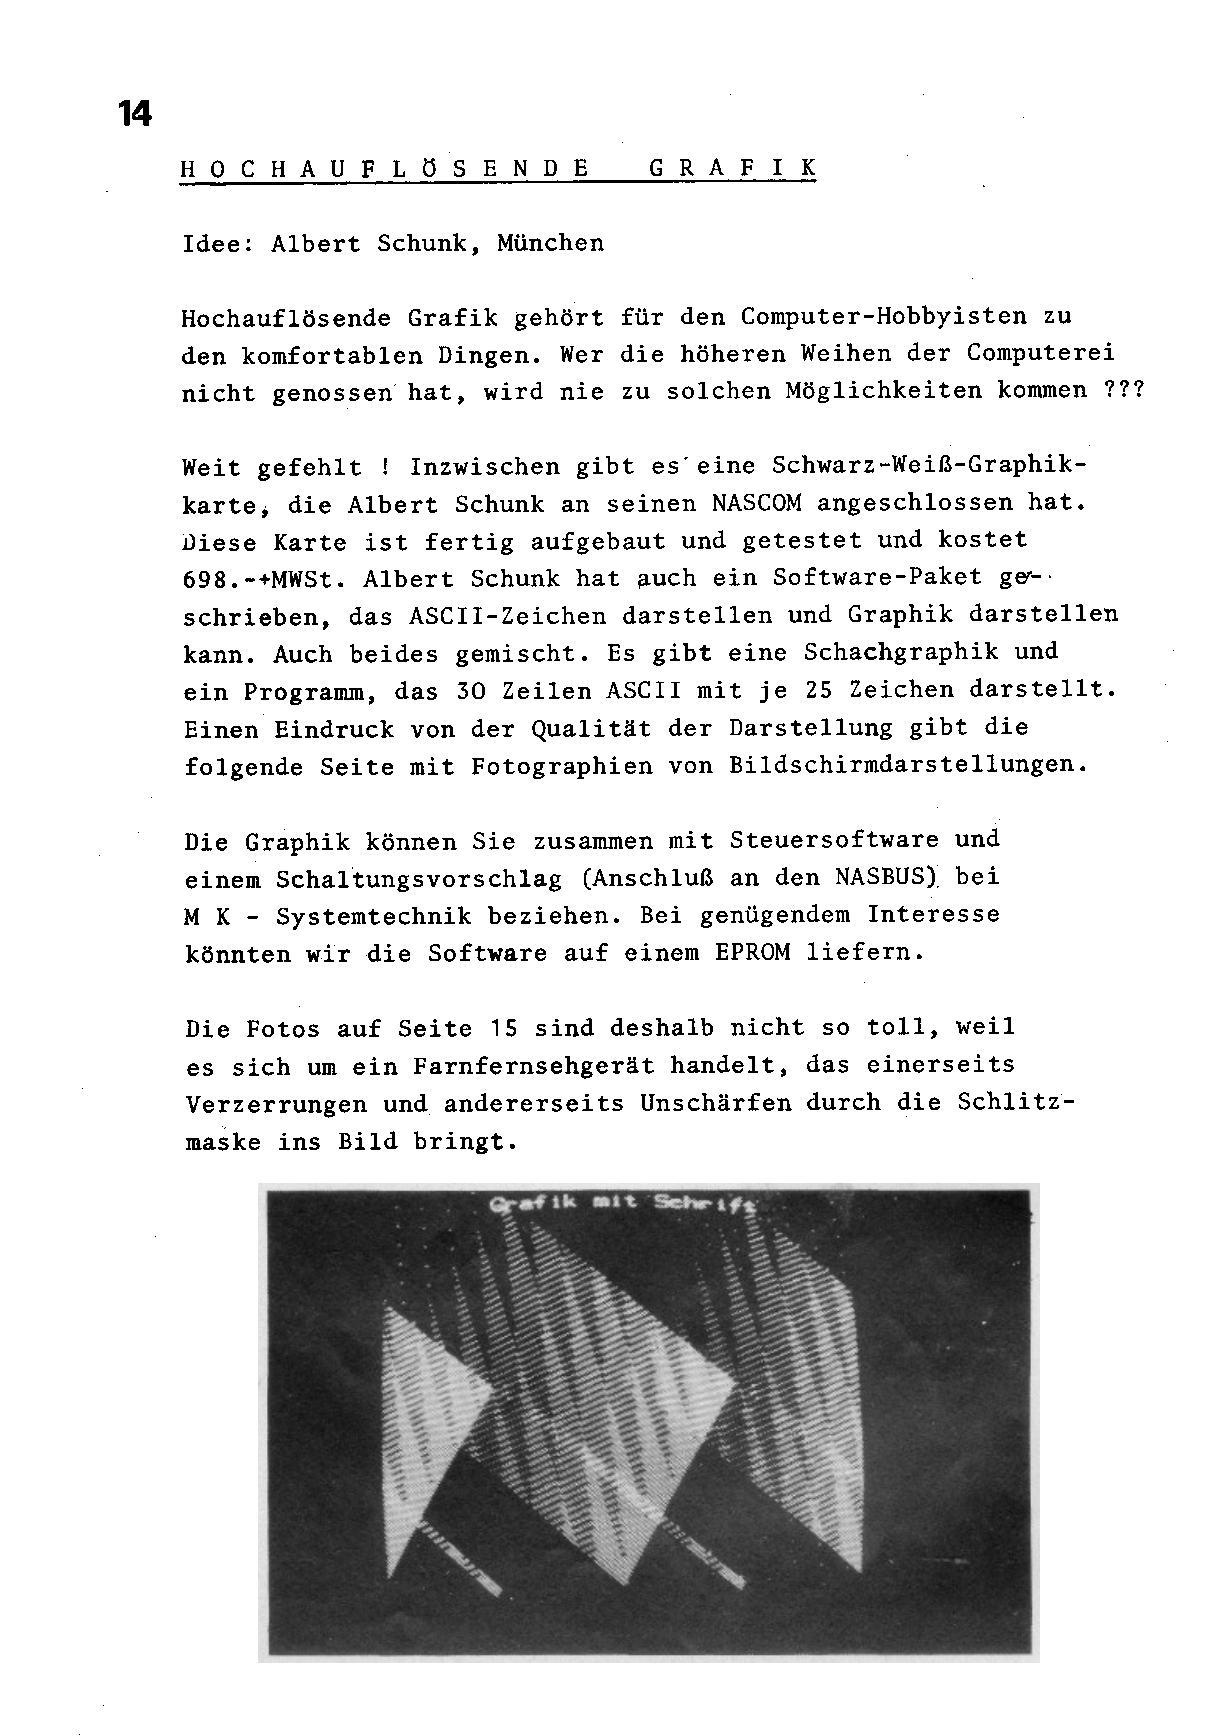 14
H O C H A U F L Ö S E N D E   G R A F I K
Idee: Albert Schunk, München
Hochauflösende Grafik gehört für den Computer-Hobbyisten zu
den komfortablen Dingen. Wer die höheren Weihen der Computerei
nicht genossen hat, wird nie zu solchen Möglichkeiten kommen ???
Weit gefehlt ! Inzwischen gibt es eine Schwarz-Weiß-Graphik-
karte, die Albert Schunk an seinen NASCOM angeschlossen hat.
Diese Karte ist fertig aufgebaut und getestet und kostet
698.-+MWSt. Albert Schunk hat auch ein Software-Paket ge-
schrieben, das ASCII-Zeichen darstellen und Graphik darstellen
kann. Auch beides gemischt. Es gibt eine Schachgraphik und
ein Programm, das 30 Zeilen ASCII mit je 25 Zeichen darstellt.
Einen Eindruck von der Qualität der Darstellung gibt die
folgende Seite mit Fotographien von Bildschirmdarstellungen.
Die Graphik können Sie zusammen mit Steuersoftware und
einem Schaltungsvorschlag (Anschluß an den NASBUS) bei
M K - Systemtechnik beziehen. Bei genügendem Interesse
könnten wir die Software auf einem EPROM liefern.
Die Fotos auf Seite 15 sind deshalb nicht so toll, weil
es sich um ein Farnfernsehgerät handelt, das einerseits
Verzerrungen und andererseits Unschärfen durch die Schlitz-
maske ins Bild bringt.
Grafik mit Schrift